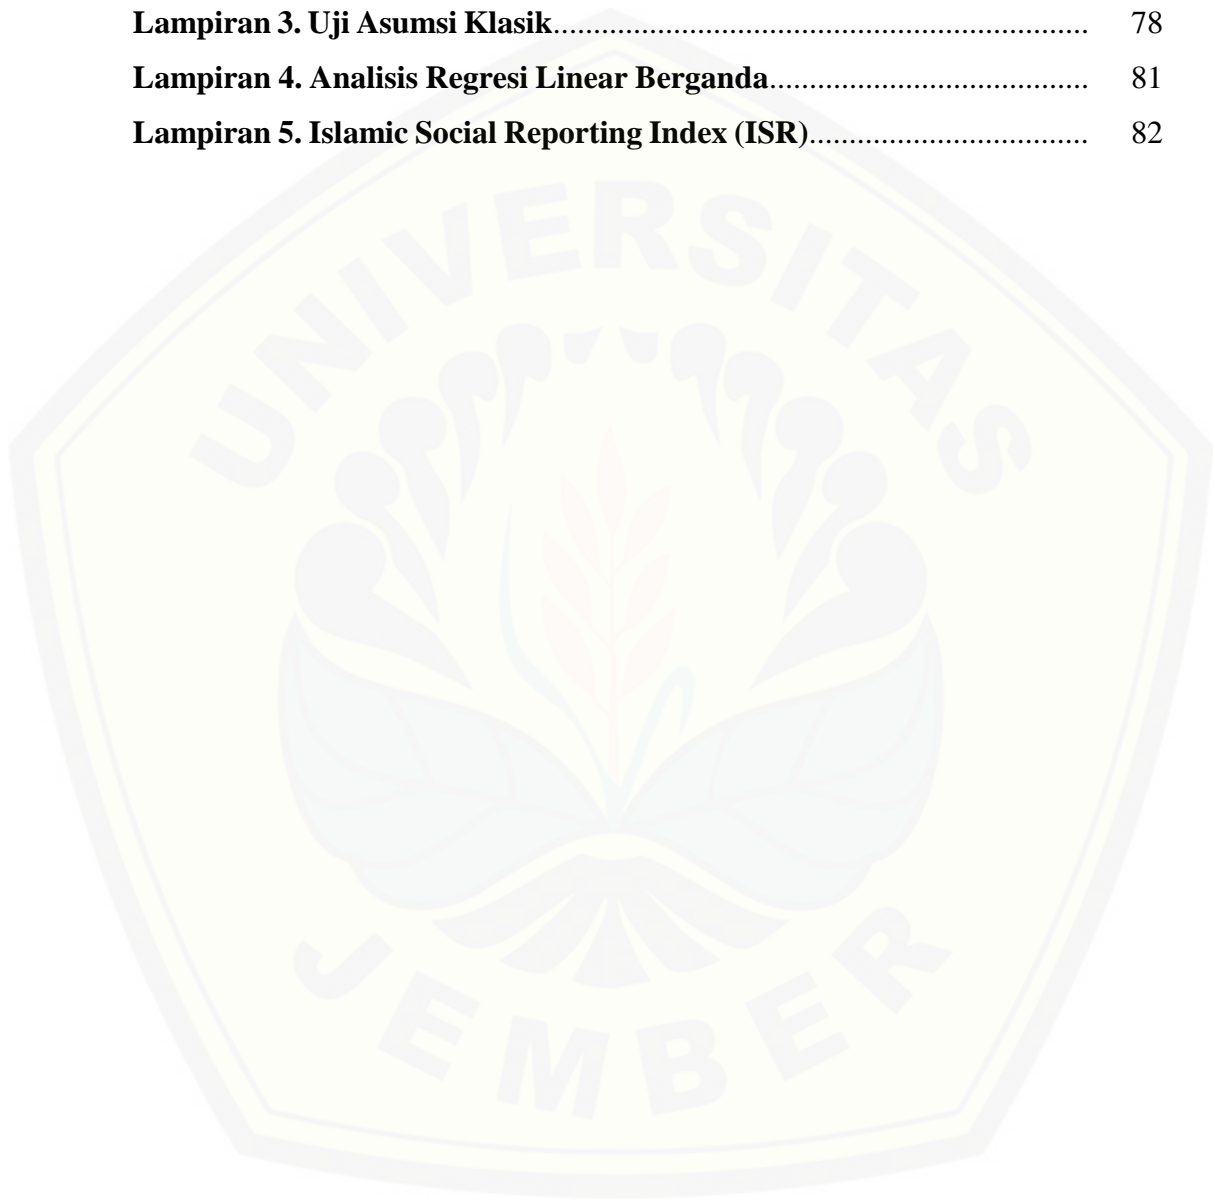 Lampiran 3. Uji Asumsi Klasik.................................................................. 78
Lampiran 4. Analisis Regresi Linear Berganda....................................... 81
Lampiran 5. Islamic Social Reporting Index (ISR).................................. 82
UNIVERSITAS
JEMBER